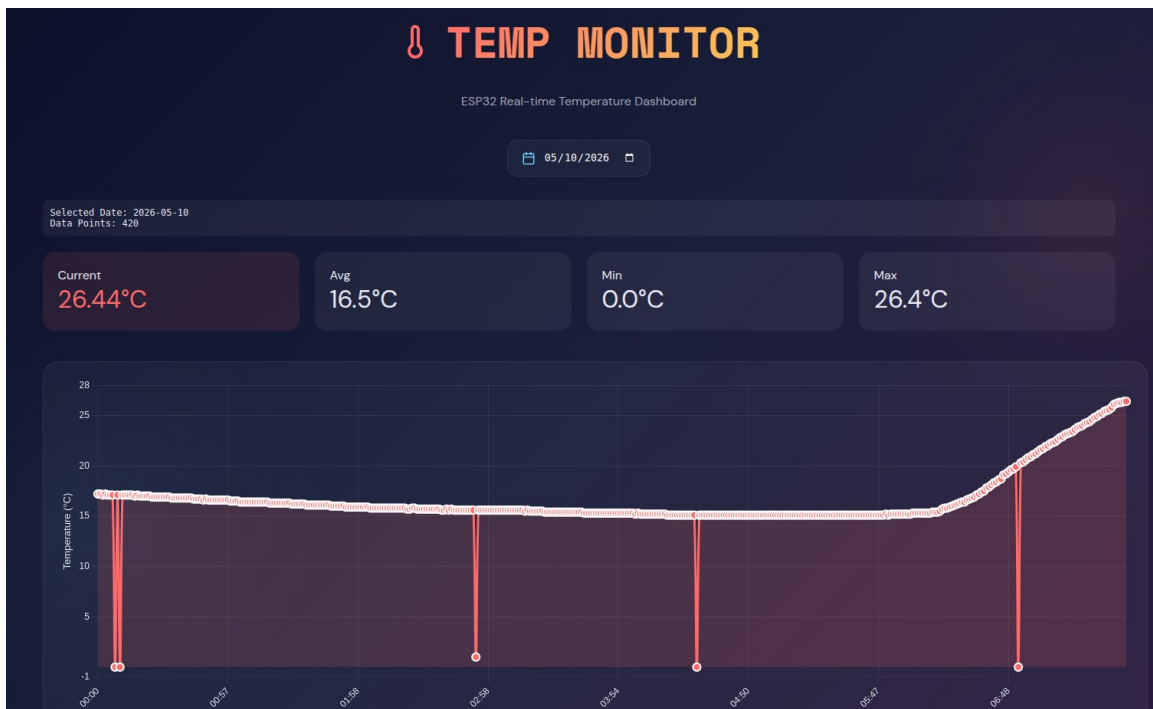 TEMP MONITOR
ESP32 Real-time Temperature Dashboard
05/10/2026
Selected Date: 2026-05-10
Data Points: 420
Current
26.44°C
Avg
16.5°C
Min
0.0°C
Max
26.4°C
Temperature (°C)
28
25
20
15
10
5
-1
00:00
00:57
01:58
02:58
03:54
04:50
05:47
06:48